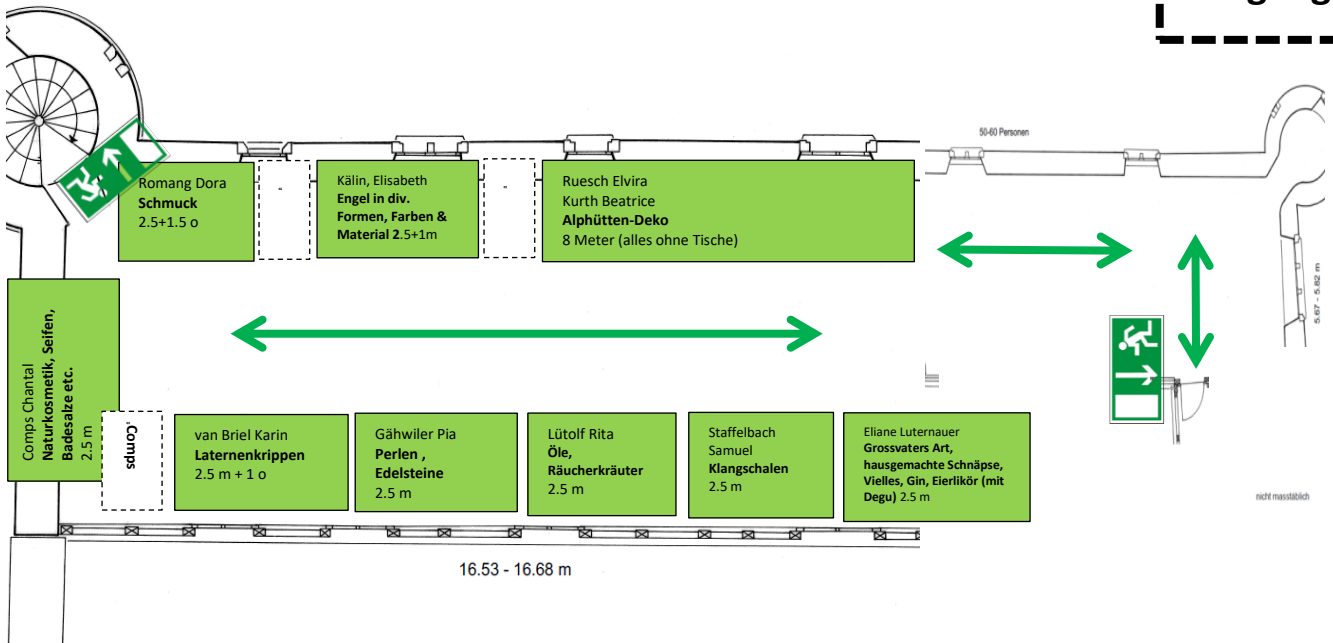 50-60 Personen
Romang Dora
Schmuck
2.5+1.5 o
-
Kälin, Elisabeth
Engel in div.
Formen, Farben &
Material 2.5+1m
-
Ruesch Elvira
Kurth Beatrice
Alphütten-Deko
8 Meter (alles ohne Tische)
5.67 - 5.82 m
Comps Chantal
Naturkosmetik, Seifen,
Badesalze etc.
2.5 m
Comps
van Briel Karin
Laternenkrippen
2.5 m + 1 o
Gähwiler Pia
Perlen ,
Edelsteine
2.5 m
Lütolf Rita
Öle,
Räucherkräuter
2.5 m
Staffelbach
Samuel
Klangschalen
2.5 m
Eliane Luternauer
Grossvaters Art,
hausgemachte Schnäpse,
Vielles, Gin, Eierlikör (mit
Degu) 2.5 m
nicht masstäblich
16.53 - 16.68 m